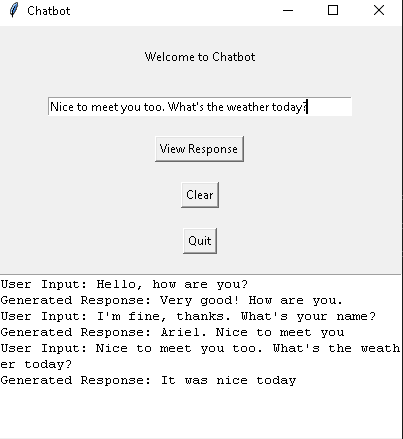 Chatbot
Welcome to Chatbot
Nice to meet you too. What's the weather today?
View Response
Clear
Quit
User Input: Hello, how are you?
Generated Response: Very good! How are you.
User Input: I'm fine, thanks. What's your name?
Generated Response: Ariel. Nice to meet you
User Input: Nice to meet you too. What's the weath
er today?
Generated Response: It was nice today